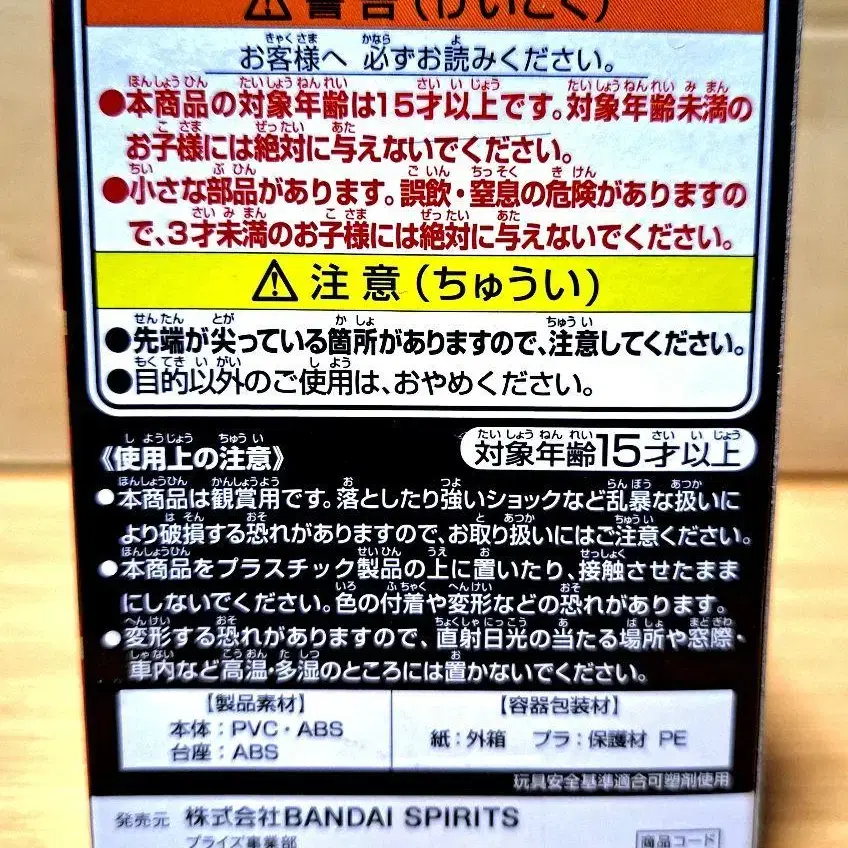 ⚠ 警告(けいこく)
お客様へ 必ずお読みください。
●本商品の対象年齢は15才以上です。対象年齢未満の
お子様には絶対に与えないでください。
●小さな部品があります。誤飲・窒息の危険がありますの
で、3才未満のお子様には絶対に与えないでください。
⚠ 注意(ちゅうい)
●先端が尖っている箇所がありますので、注意してください。
●目的以外のご使用は、おやめください。
《使用上の注意》
対象年齢15才以上
●本商品は観賞用です。落としたり強いショックなど乱暴な扱いに
より破損する恐れがありますので、お取り扱いにはご注意ください。
●本商品をプラスチック製品の上に置いたり、接触させたまま
にしないでください。色の付着や変形などの恐れがあります。
●変形する恐れがありますので、直射日光の当たる場所や窓際・
車内など高温・多湿のところには置かないでください。
【製品素材】
本体:PVC・ABS
台座:ABS
【容器包装材】
紙:外箱 プラ:保護材 PE
玩具安全基準適合可塑剤使用
発売元 株式会社BANDAI SPIRITS
プライズ事業部
商品コード